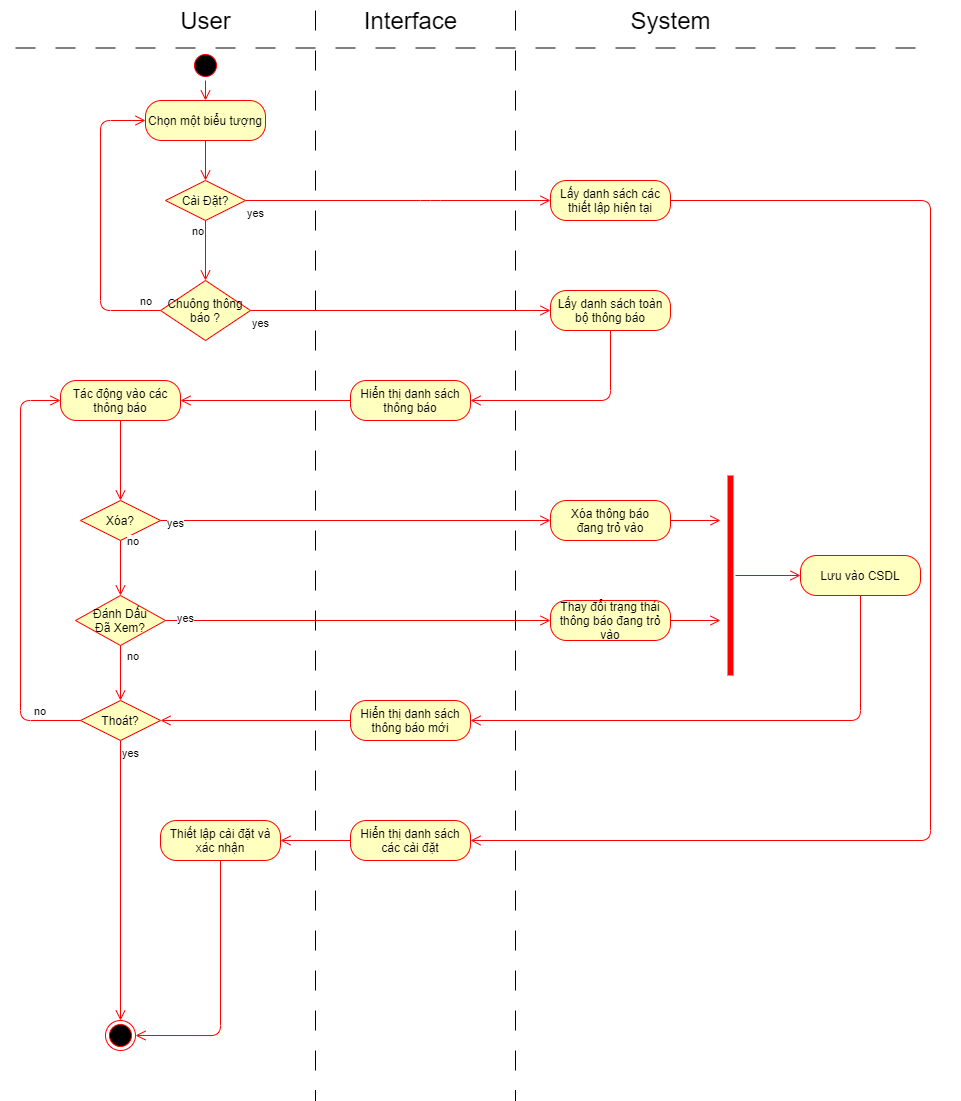 User
Interface
System
Chọn một biểu tượng
Cài Đặt?
yes
no
Lấy danh sách các
thiết lập hiện tại
Chuông thông
báo ?
no
yes
Lấy danh sách toàn
bộ thông báo
Tác động vào các
thông báo
Hiển thị danh sách
thông báo
Xóa?
yes
no
Xóa thông báo
đang trỏ vào
Lưu vào CSDL
Đánh Dấu
Đã Xem?
yes
no
Thay đổi trạng thái
thông báo đang trỏ
vào
Thoát?
no
yes
Hiển thị danh sách
thông báo mới
Thiết lập cài đặt và
xác nhận
Hiển thị danh sách
các cài đặt